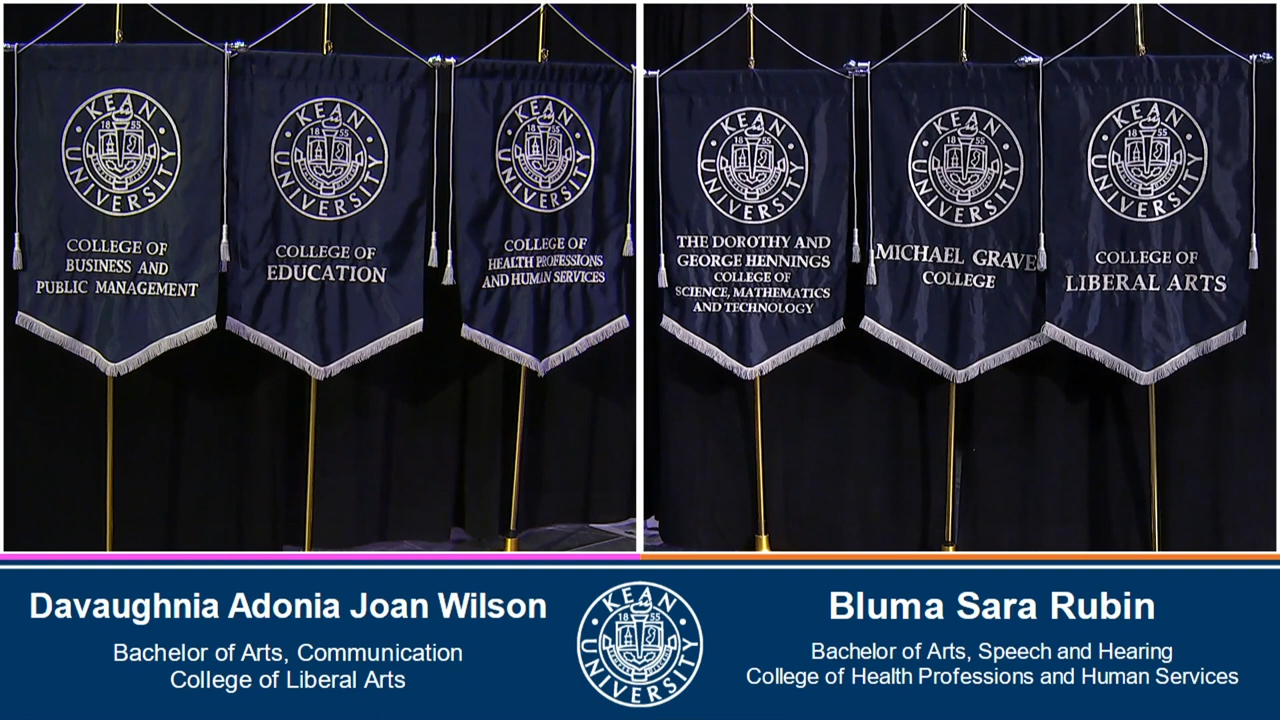 KEAN
1855
UNIVERSITY
COLLEGE OF
BUSINESS AND
PUBLIC MANAGEMENT
KEAN
1855
UNIVERSITY
COLLEGE OF
EDUCATION
KEAN
1855
UNIVERSITY
COLLEGE OF
HEALTH PROFESSIONS
AND HUMAN SERVICES
KEAN
1855
UNIVERSITY
THE DOROTHY AND
GEORGE HENNINGS
COLLEGE OF
SCIENCE, MATHEMATICS
AND TECHNOLOGY
KEAN
1855
UNIVERSITY
MICHAEL GRAVE
COLLEGE
KEAN
1855
UNIVERSITY
COLLEGE OF
LIBERAL ARTS
Davaughnia Adonia Joan Wilson
Bachelor of Arts, Communication
College of Liberal Arts
KEAN
1855
UNIVERSITY
Bluma Sara Rubin
Bachelor of Arts, Speech and Hearing
College of Health Professions and Human Services